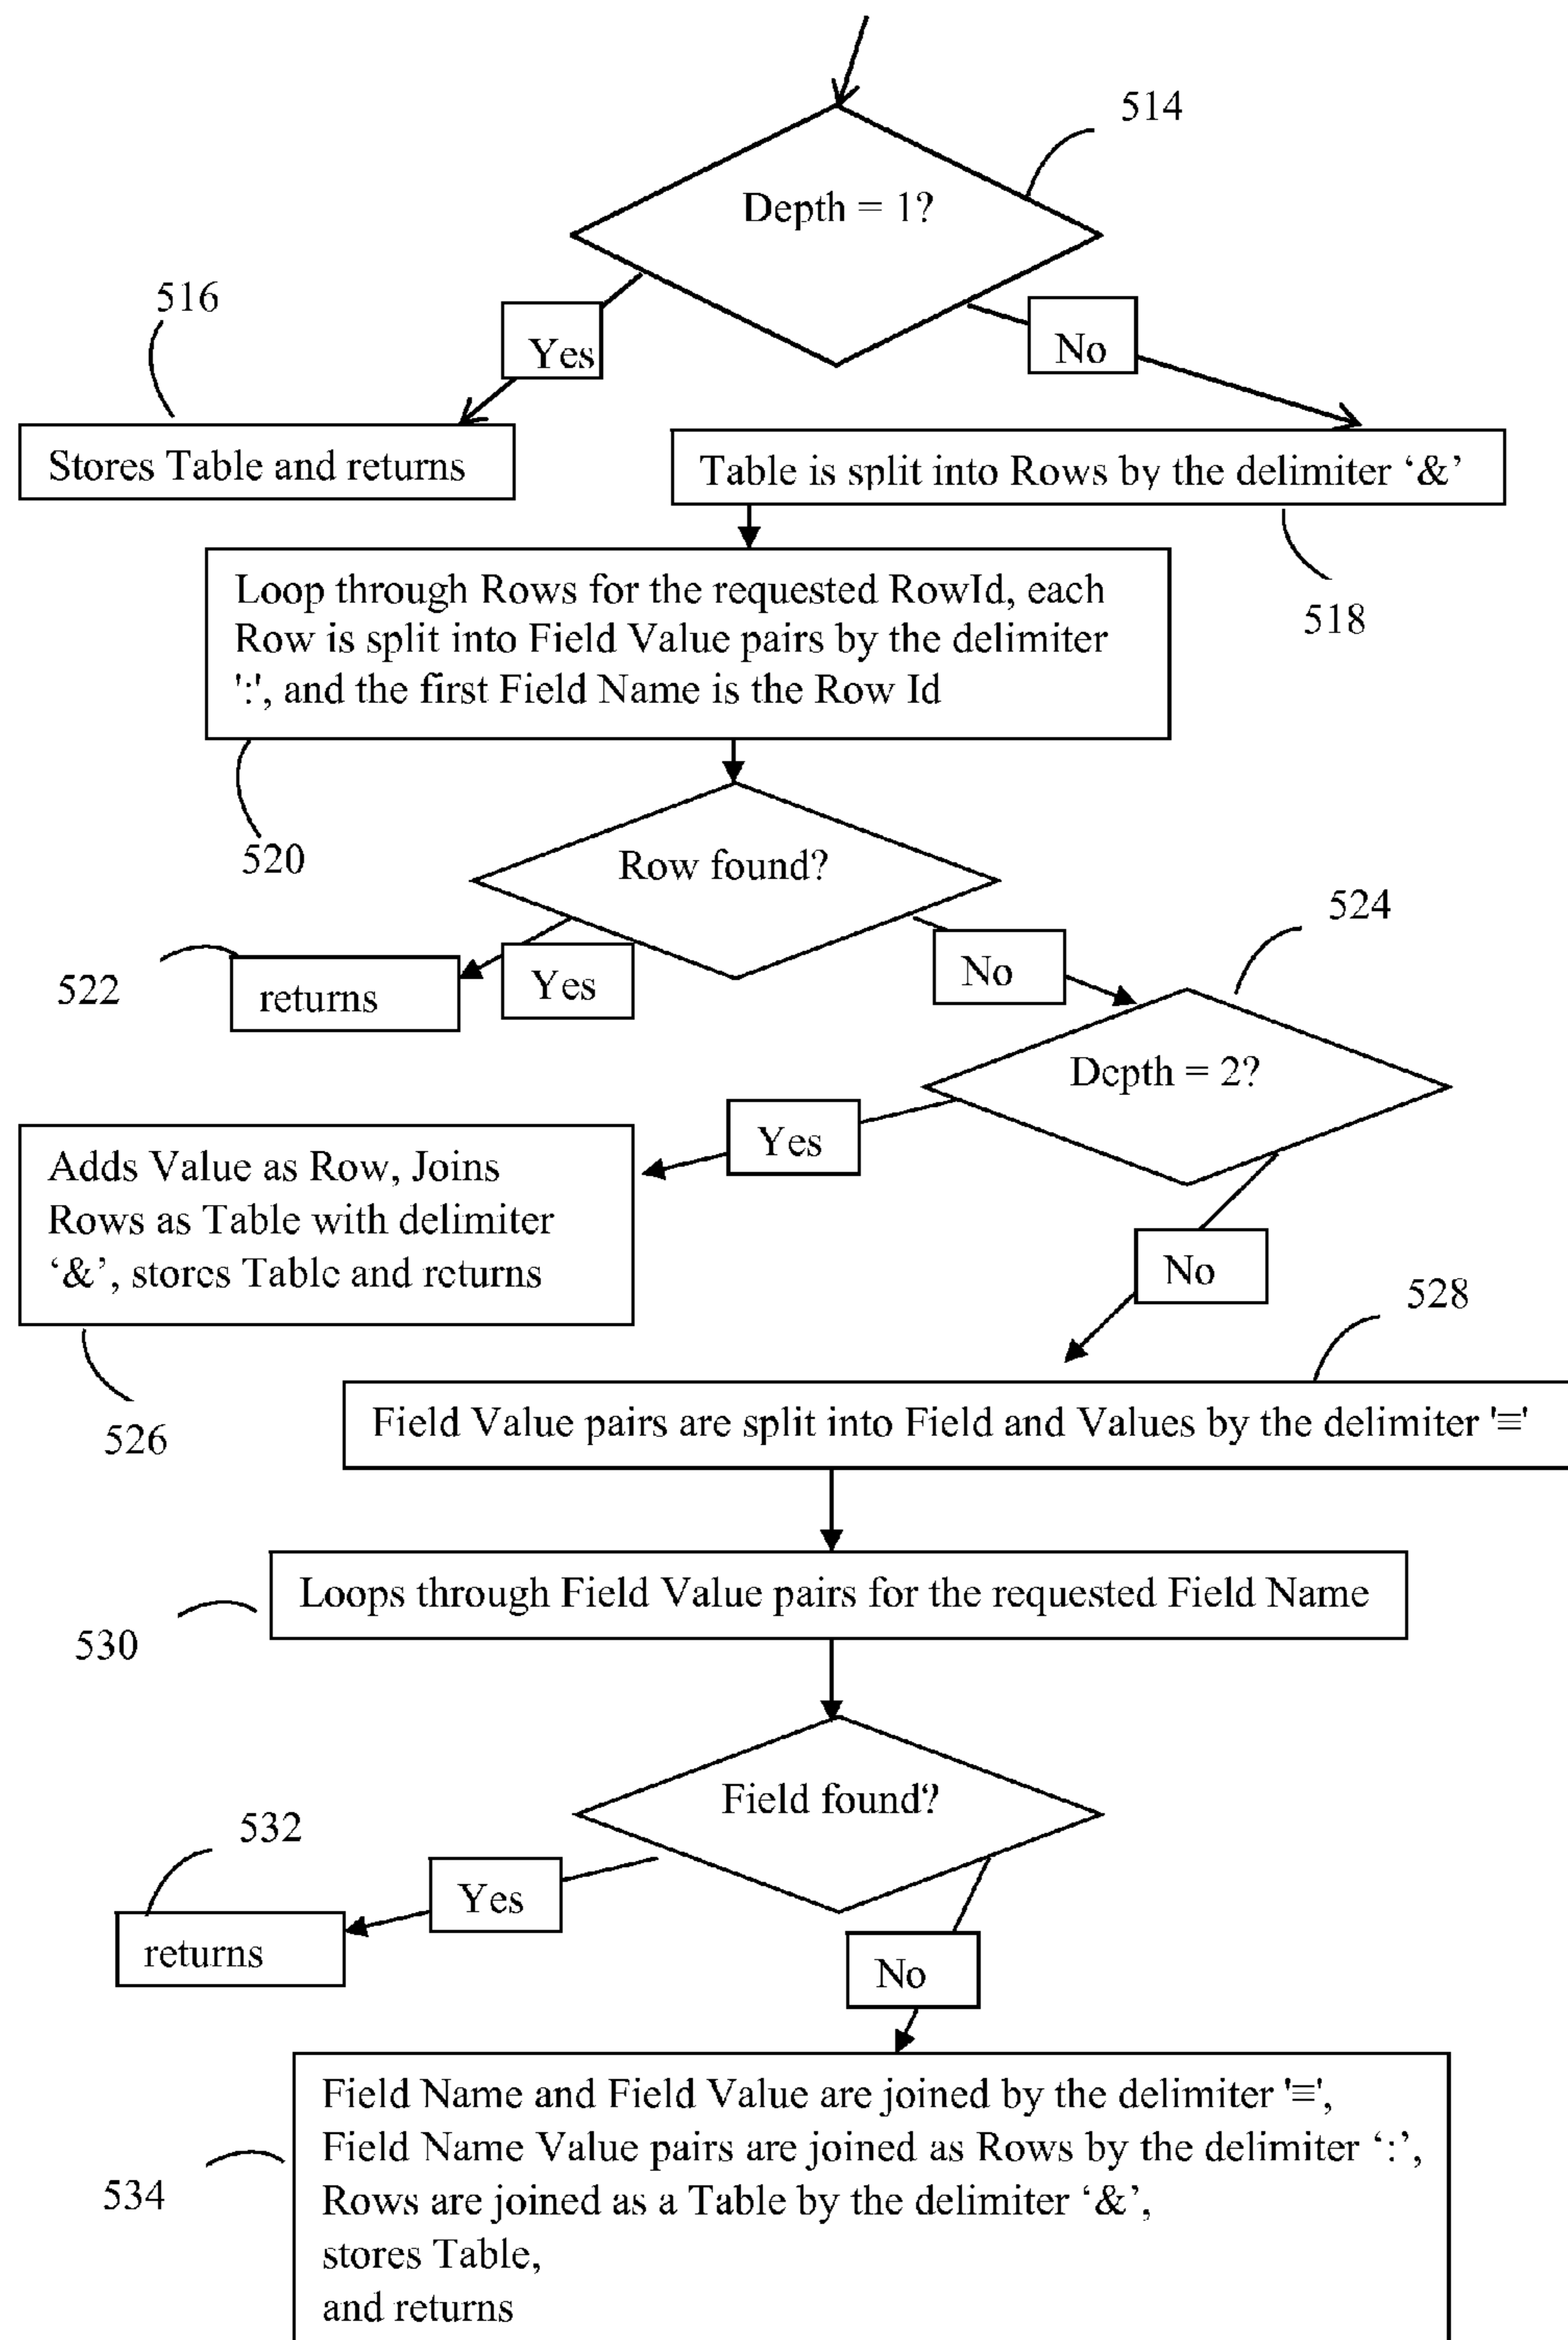 514
Depth = 1?
516
Yes
No
Stores Table and returns
Table is split into Rows by the delimiter ‘&’
518
Loop through Rows for the requested RowId, each
Row is split into Field Value pairs by the delimiter
':', and the first Field Name is the Row Id
520
Row found?
524
522
returns
Yes
No
Depth = 2?
Yes
Adds Value as Row, Joins
Rows as Table with delimiter
‘&’, stores Table and returns
No
526
528
Field Value pairs are split into Field and Values by the delimiter '≡'
Loops through Field Value pairs for the requested Field Name
530
Field found?
532
Yes
returns
No
Field Name and Field Value are joined by the delimiter '≡',
Field Name Value pairs are joined as Rows by the delimiter ‘:’,
Rows are joined as a Table by the delimiter ‘&’,
stores Table,
and returns
534